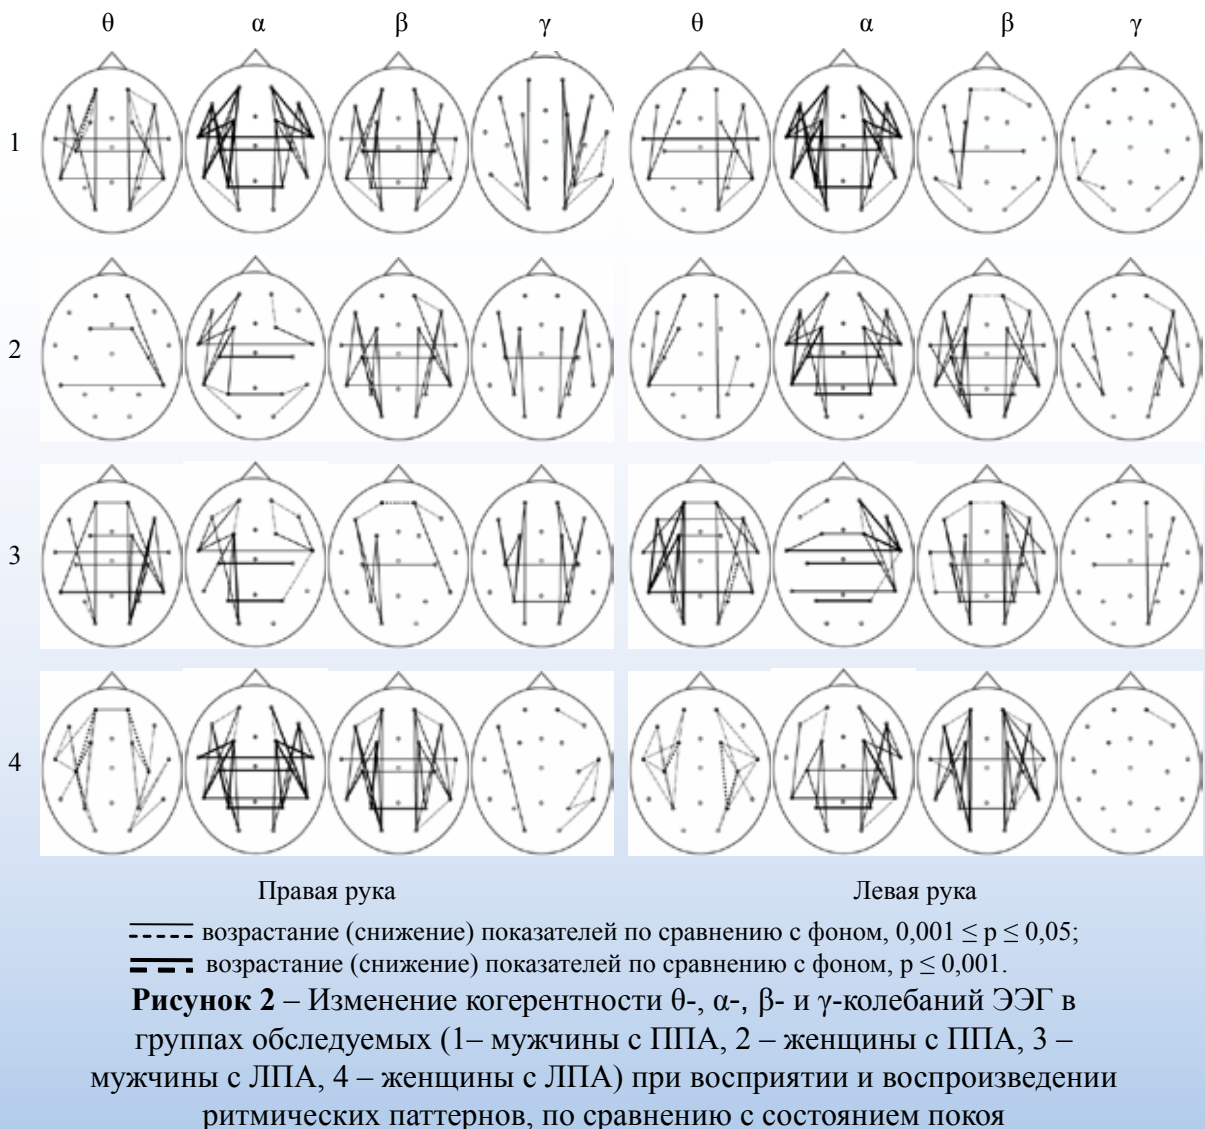 θ α β γ θ α β γ
1
2
3
4
Правая рука Левая рука
возрастание (снижение) показателей по сравнению с фоном, 0,001 ≤ p ≤ 0,05;
возрастание (снижение) показателей по сравнению с фоном, p ≤ 0,001.
Рисунок 2 – Изменение когерентности θ-, α-, β- и γ-колебаний ЭЭГ в
группах обследуемых (1– мужчины с ППА, 2 – женщины с ППА, 3 –
мужчины с ЛПА, 4 – женщины с ЛПА) при восприятии и воспроизведении
ритмических паттернов, по сравнению с состоянием покоя